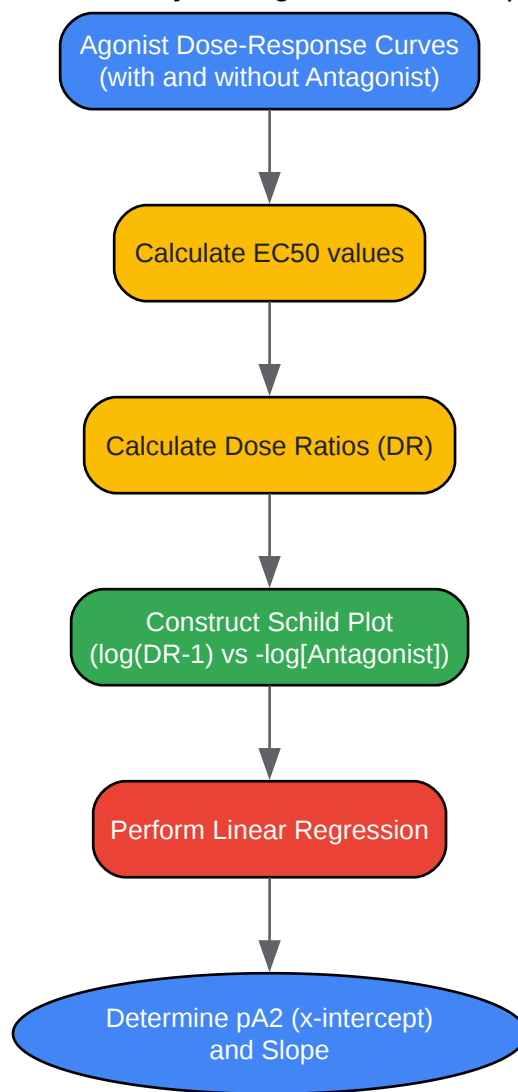 Agonist Dose-Response Curves
(with and without Antagonist)
Calculate EC50 values
Calculate Dose Ratios (DR)
Construct Schild Plot
(log(DR-1) vs -log[Antagonist])
Perform Linear Regression
Determine pA2 (x-intercept)
and Slope